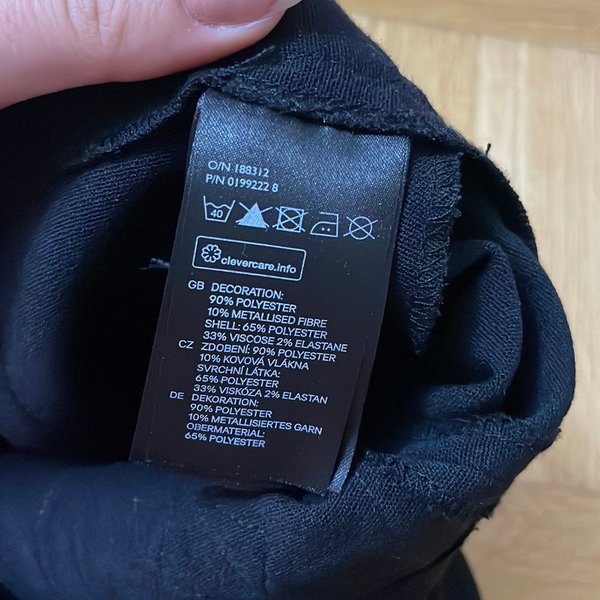 O/N 188312
P/N 0199222 8
40
clevercare.info
GB DECORATION:
90% POLYESTER
10% METALLISED FIBRE
SHELL: 65% POLYESTER
33% VISCOSE 2% ELASTANE
CZ ZDOBENÍ: 90% POLYESTER
10% KOVOVÁ VLÁKNA
SVRCHNÍ LÁTKA:
65% POLYESTER
33% VISKÓZA 2% ELASTAN
DE DEKORATION:
90% POLYESTER
10% METALLISIERTES GARN
OBERMATERIAL:
65% POLYESTER